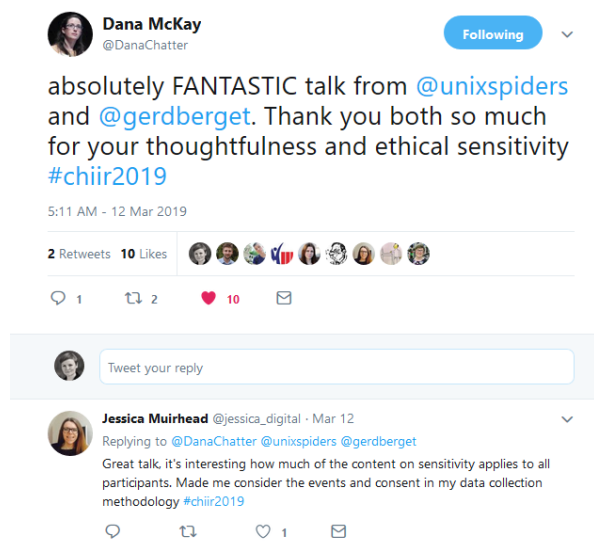 Dana McKay
@DanaChatter
Following
absolutely FANTASTIC talk from @unixspiders
and @gerdberget. Thank you both so much
for your thoughtfulness and ethical sensitivity
#chiir2019
5:11 AM - 12 Mar 2019
2 Retweets 10 Likes
1 2 10
Tweet your reply
Jessica Muirhead @jessica_digital · Mar 12
Replying to @DanaChatter @unixspiders @gerdberget
Great talk, it's interesting how much of the content on sensitivity applies to all
participants. Made me consider the events and consent in my data collection
methodology #chiir2019
1